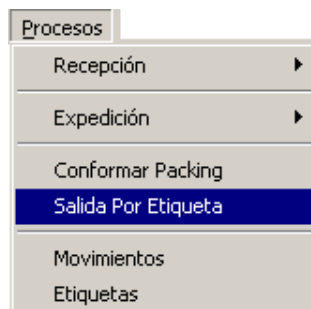 Procesos
Recepción
Expedición
Conformar Packing
Salida Por Etiqueta
Movimientos
Etiquetas